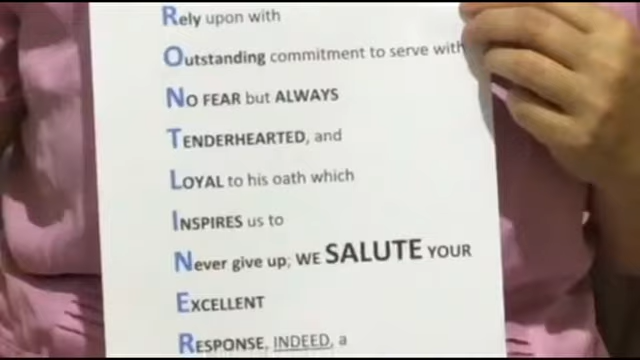 Rely upon with
Outstanding commitment to serve with
NO FEAR but ALWAYS
TENDERHEARTED, and
LOYAL to his oath which
INSPIRES us to
Never give up; WE SALUTE YOUR
EXCELLENT
RESPONSE, INDEED, a